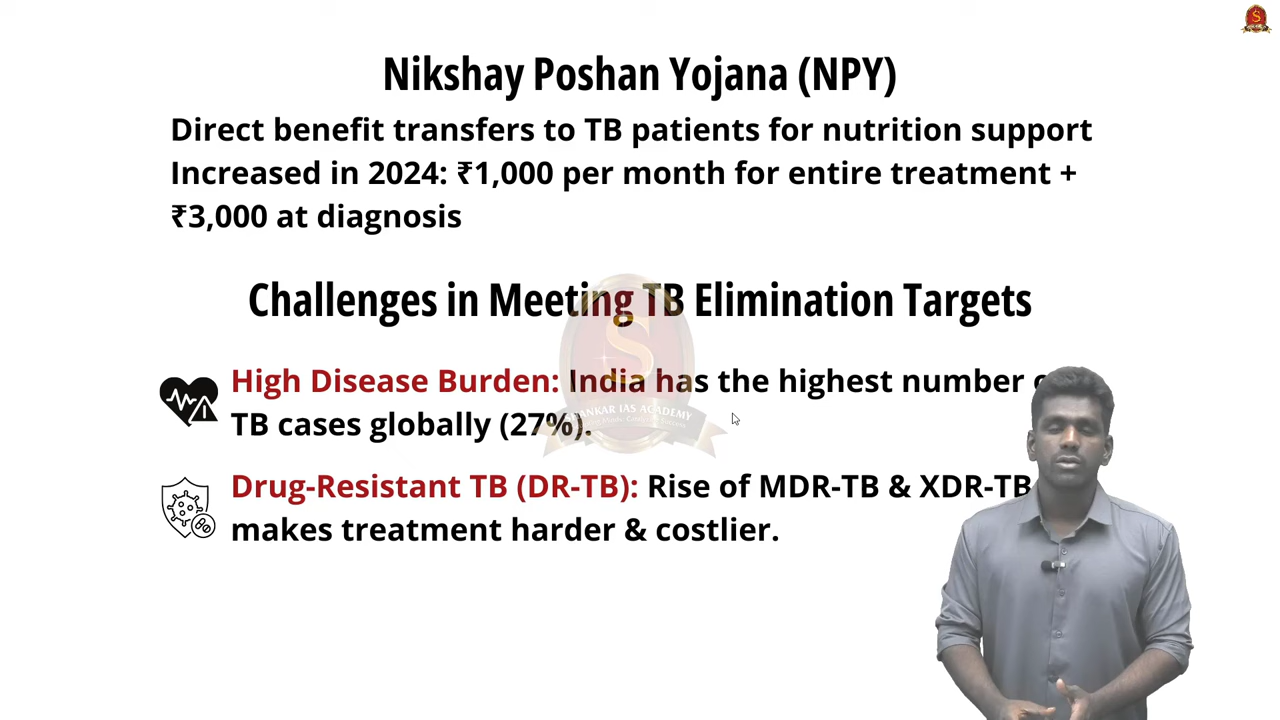 Nikshay Poshan Yojana (NPY)
Direct benefit transfers to TB patients for nutrition support
Increased in 2024: ₹1,000 per month for entire treatment +
₹3,000 at diagnosis
Challenges in Meeting TB Elimination Targets
High Disease Burden: India has the highest number
TB cases globally (27%).
SHANKAR IAS ACADEMY
Drug-Resistant TB (DR-TB): Rise of MDR-TB & XDR-TB
makes treatment harder & costlier.